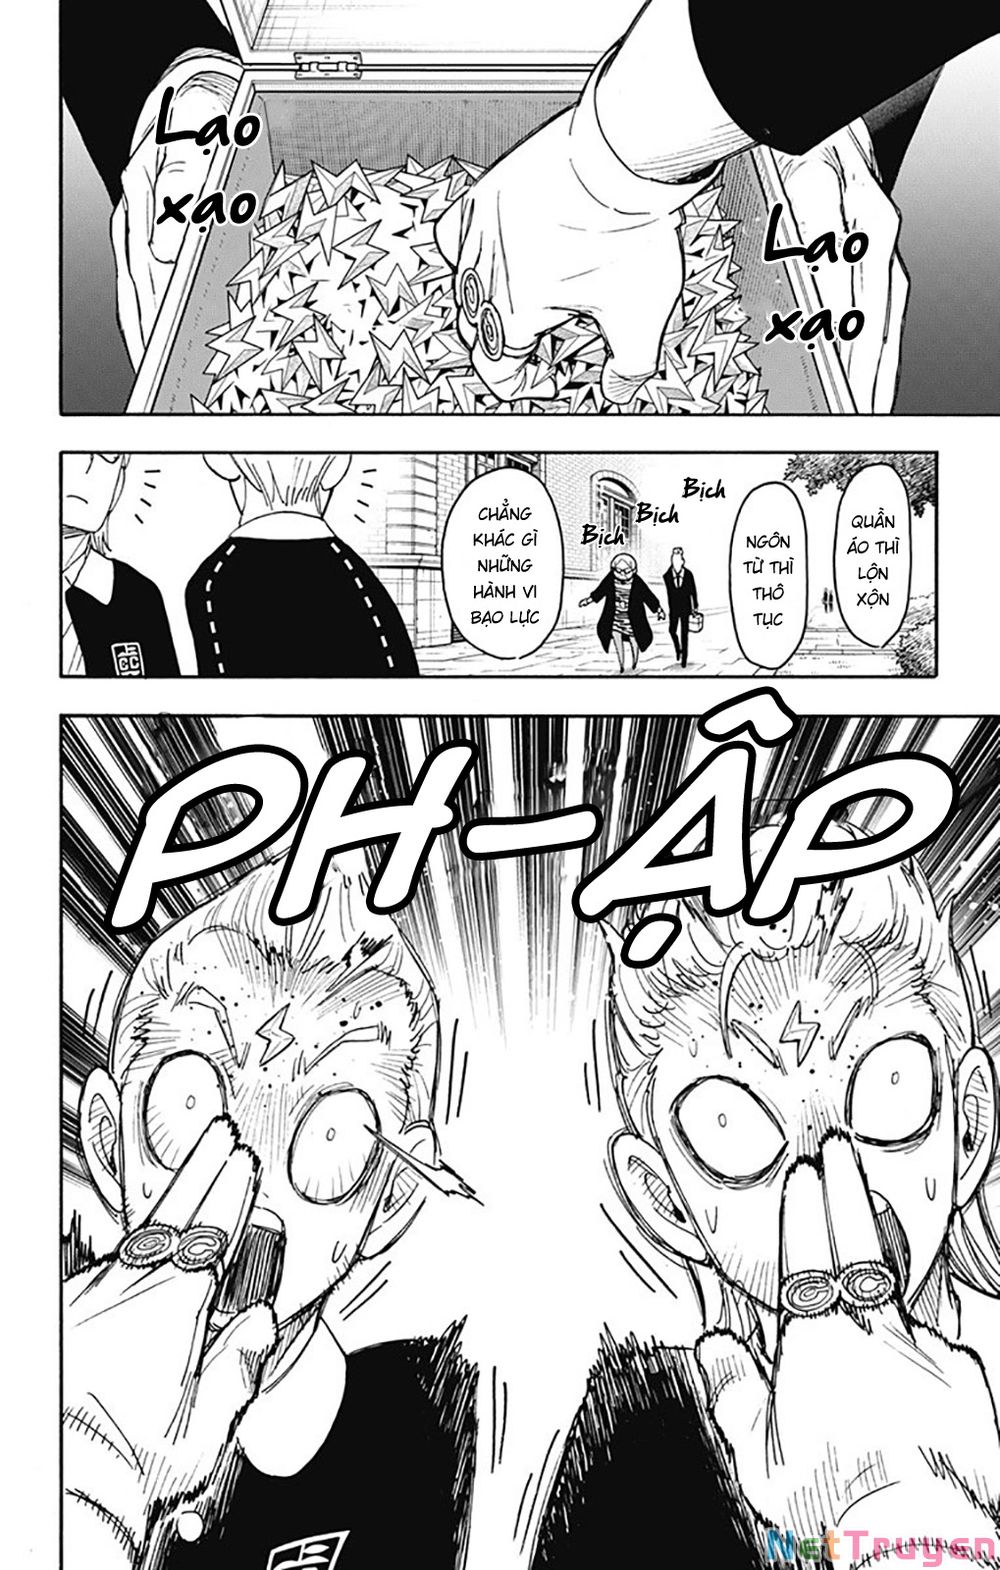 Lạo
xạo
Lạo
xạo
QUẦN
ÁO THÌ
LỘN
XỘN
NGÔN
TỪ THÌ
THÔ
TỤC
Bịch
Bịch
Bịch
CHẲNG
KHÁC GÌ
NHỮNG
HÀNH VI
BẠO LỰC
CC
PH-ẬP
C
C C
NetTruyen